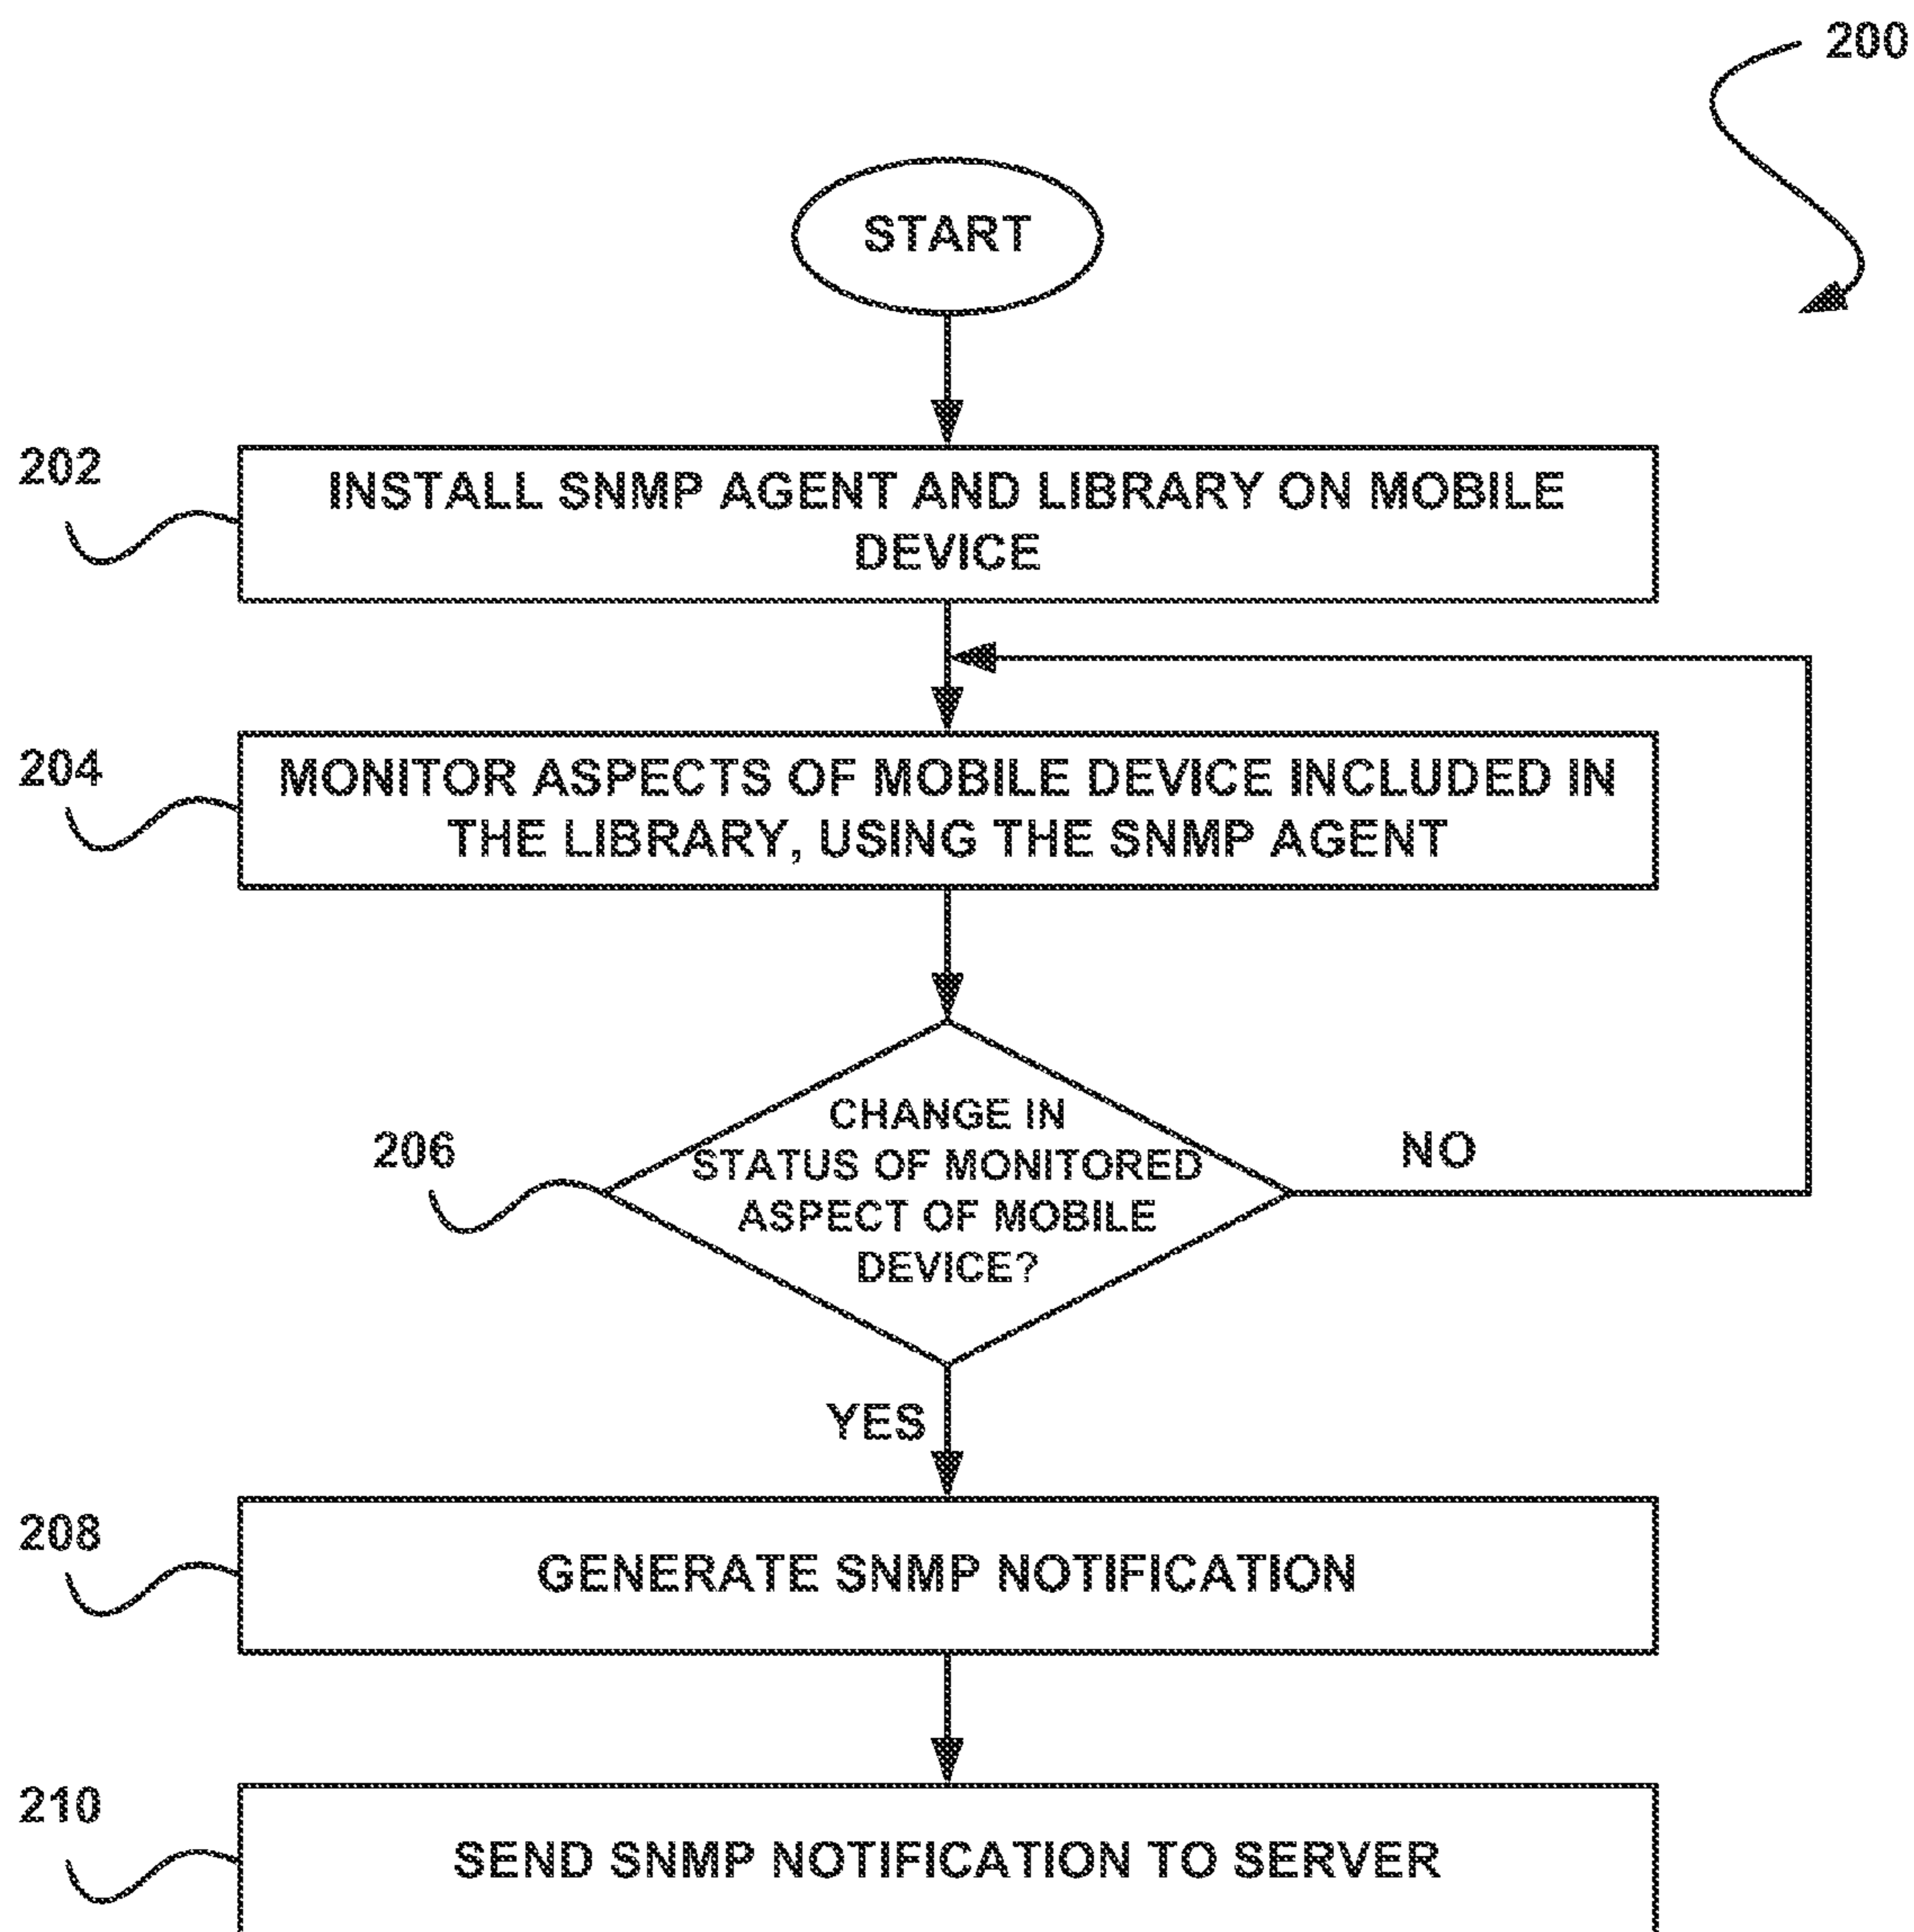 200
START
202
INSTALL SNMP AGENT AND LIBRARY ON MOBILE
DEVICE
204
MONITOR ASPECTS OF MOBILE DEVICE INCLUDED IN
THE LIBRARY, USING THE SNMP AGENT
CHANGE IN
STATUS OF MONITORED
ASPECT OF MOBILE
DEVICE?
206
NO
YES
208
GENERATE SNMP NOTIFICATION
210
SEND SNMP NOTIFICATION TO SERVER